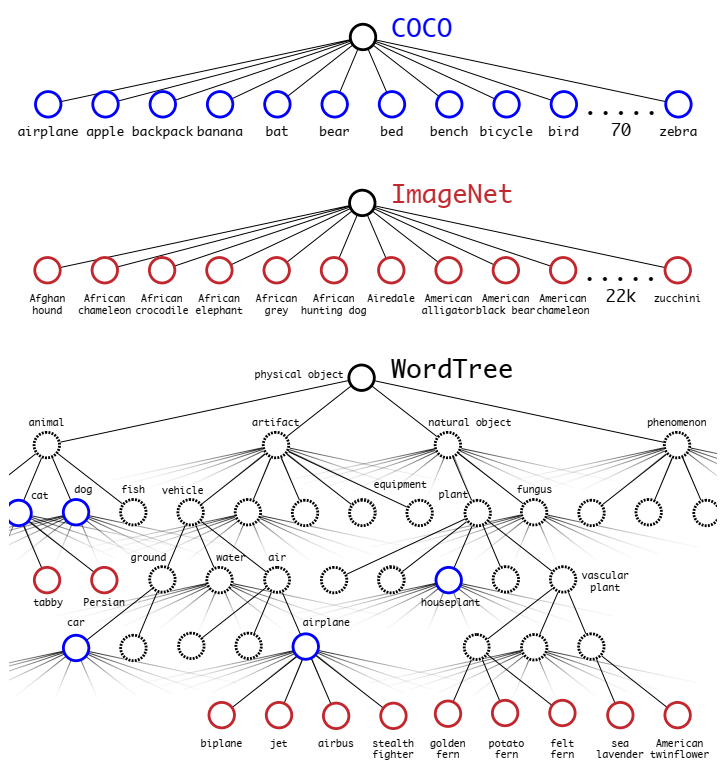 COCO
airplane apple backpack banana bat bear bed bench bicycle bird 70 zebra
ImageNet
Afghan hound African chameleon African crocodile African elephant African grey African hunting dog Airedale American alligator American black bear American chameleon 22k zucchini
WordTree
physical object
animal artifact natural object phenomenon
cat dog fish vehicle equipment plant fungus
ground water air
tabby Persian houseplant vascular plant
car airplane
biplane jet airbus stealth fighter golden fern potato fern felt fern sea lavender American twinflower